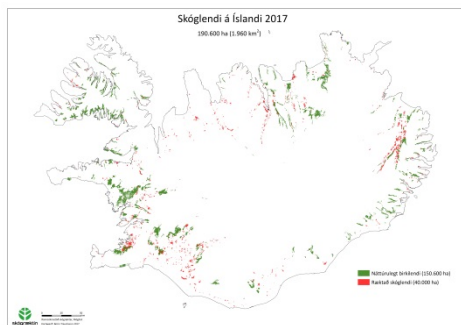 Skóglendi á Íslandi 2017
190.600 ha (1.960 km²)
Náttúrulegt birkilendi (150.600 ha)
Ræktað skóglendi (40.000 ha)
skógræktin